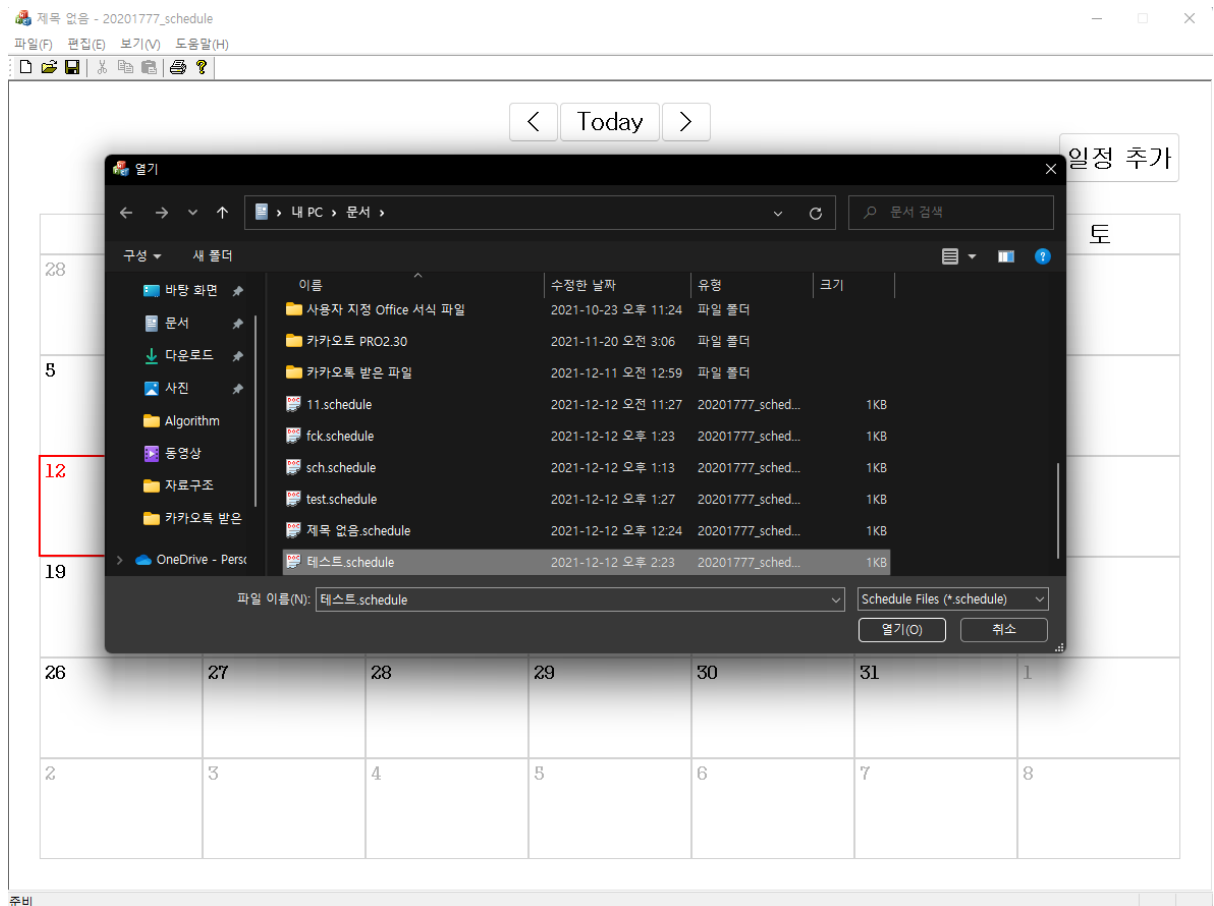 제목 없음 - 20201777_schedule
파일(F) 편집(E) 보기(V) 도움말(H)
< Today >
일정 추가
열기
내 PC > 문서 >
문서 검색
구성 새 폴더
바탕 화면
문서
다운로드
사진
Algorithm
동영상
자료구조
카카오톡 받은
OneDrive - Perso
이름 수정한 날짜 유형 크기
사용자 지정 Office 서식 파일 2021-10-23 오후 11:24 파일 폴더
카카오토 PRO2.30 2021-11-20 오전 3:06 파일 폴더
카카오톡 받은 파일 2021-12-11 오전 12:59 파일 폴더
11.schedule 2021-12-12 오전 11:27 20201777_sched... 1KB
fck.schedule 2021-12-12 오후 1:23 20201777_sched... 1KB
sch.schedule 2021-12-12 오후 1:13 20201777_sched... 1KB
test.schedule 2021-12-12 오후 1:27 20201777_sched... 1KB
제목 없음.schedule 2021-12-12 오후 12:24 20201777_sched... 1KB
테스트.schedule 2021-12-12 오후 2:23 20201777_sched... 1KB
파일 이름(N): 테스트.schedule Schedule Files (*.schedule)
열기(O) 취소
토
28
5
12
19
26 27 28 29 30 31 1
2 3 4 5 6 7 8
준비